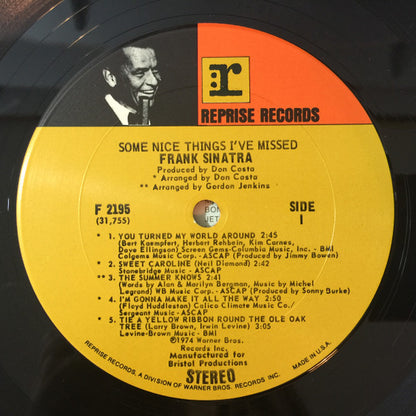 r
REPRISE RECORDS
SOME NICE THINGS I'VE MISSED
FRANK SINATRA
Produced by Don Costa
* Arranged by Don Costa
** Arranged by Gordon Jenkins
F 2195
(31,755)
SIDE
1
* 1. YOU TURNED MY WORLD AROUND 2:45
(Bert Kaempfert, Herbert Rehbein, Kim Carnes,
Dave Ellingson) Screen Gems-Columbia Music, Inc. - BMI
Colgems Music Corp. - ASCAP (Produced by Jimmy Bowen)
* 2. SWEET CAROLINE (Neil Diamond) 2:42
Stonebridge Music - ASCAP
** 3. THE SUMMER KNOWS 2:41
(Words by Alan & Marilyn Bergman, Music by Michel
Legrand) WB Music Corp. - ASCAP (Produced by Sonny Burke)
* 4. I'M GONNA MAKE IT ALL THE WAY 2:50
(Floyd Huddleston) Calico Climate Music Co./
Sergeant Music - ASCAP
* 5. TIE A YELLOW RIBBON ROUND THE OLE OAK
TREE (Larry Brown, Irwin Levine) 3:05
Levine-Brown Music - BMI
Ⓟ1974 Warner Bros.
Records Inc.
Manufactured for
Bristol Productions
STEREO
REPRISE RECORDS, A DIVISION OF WARNER BROS. RECORDS INC.
MADE IN U.S.A.